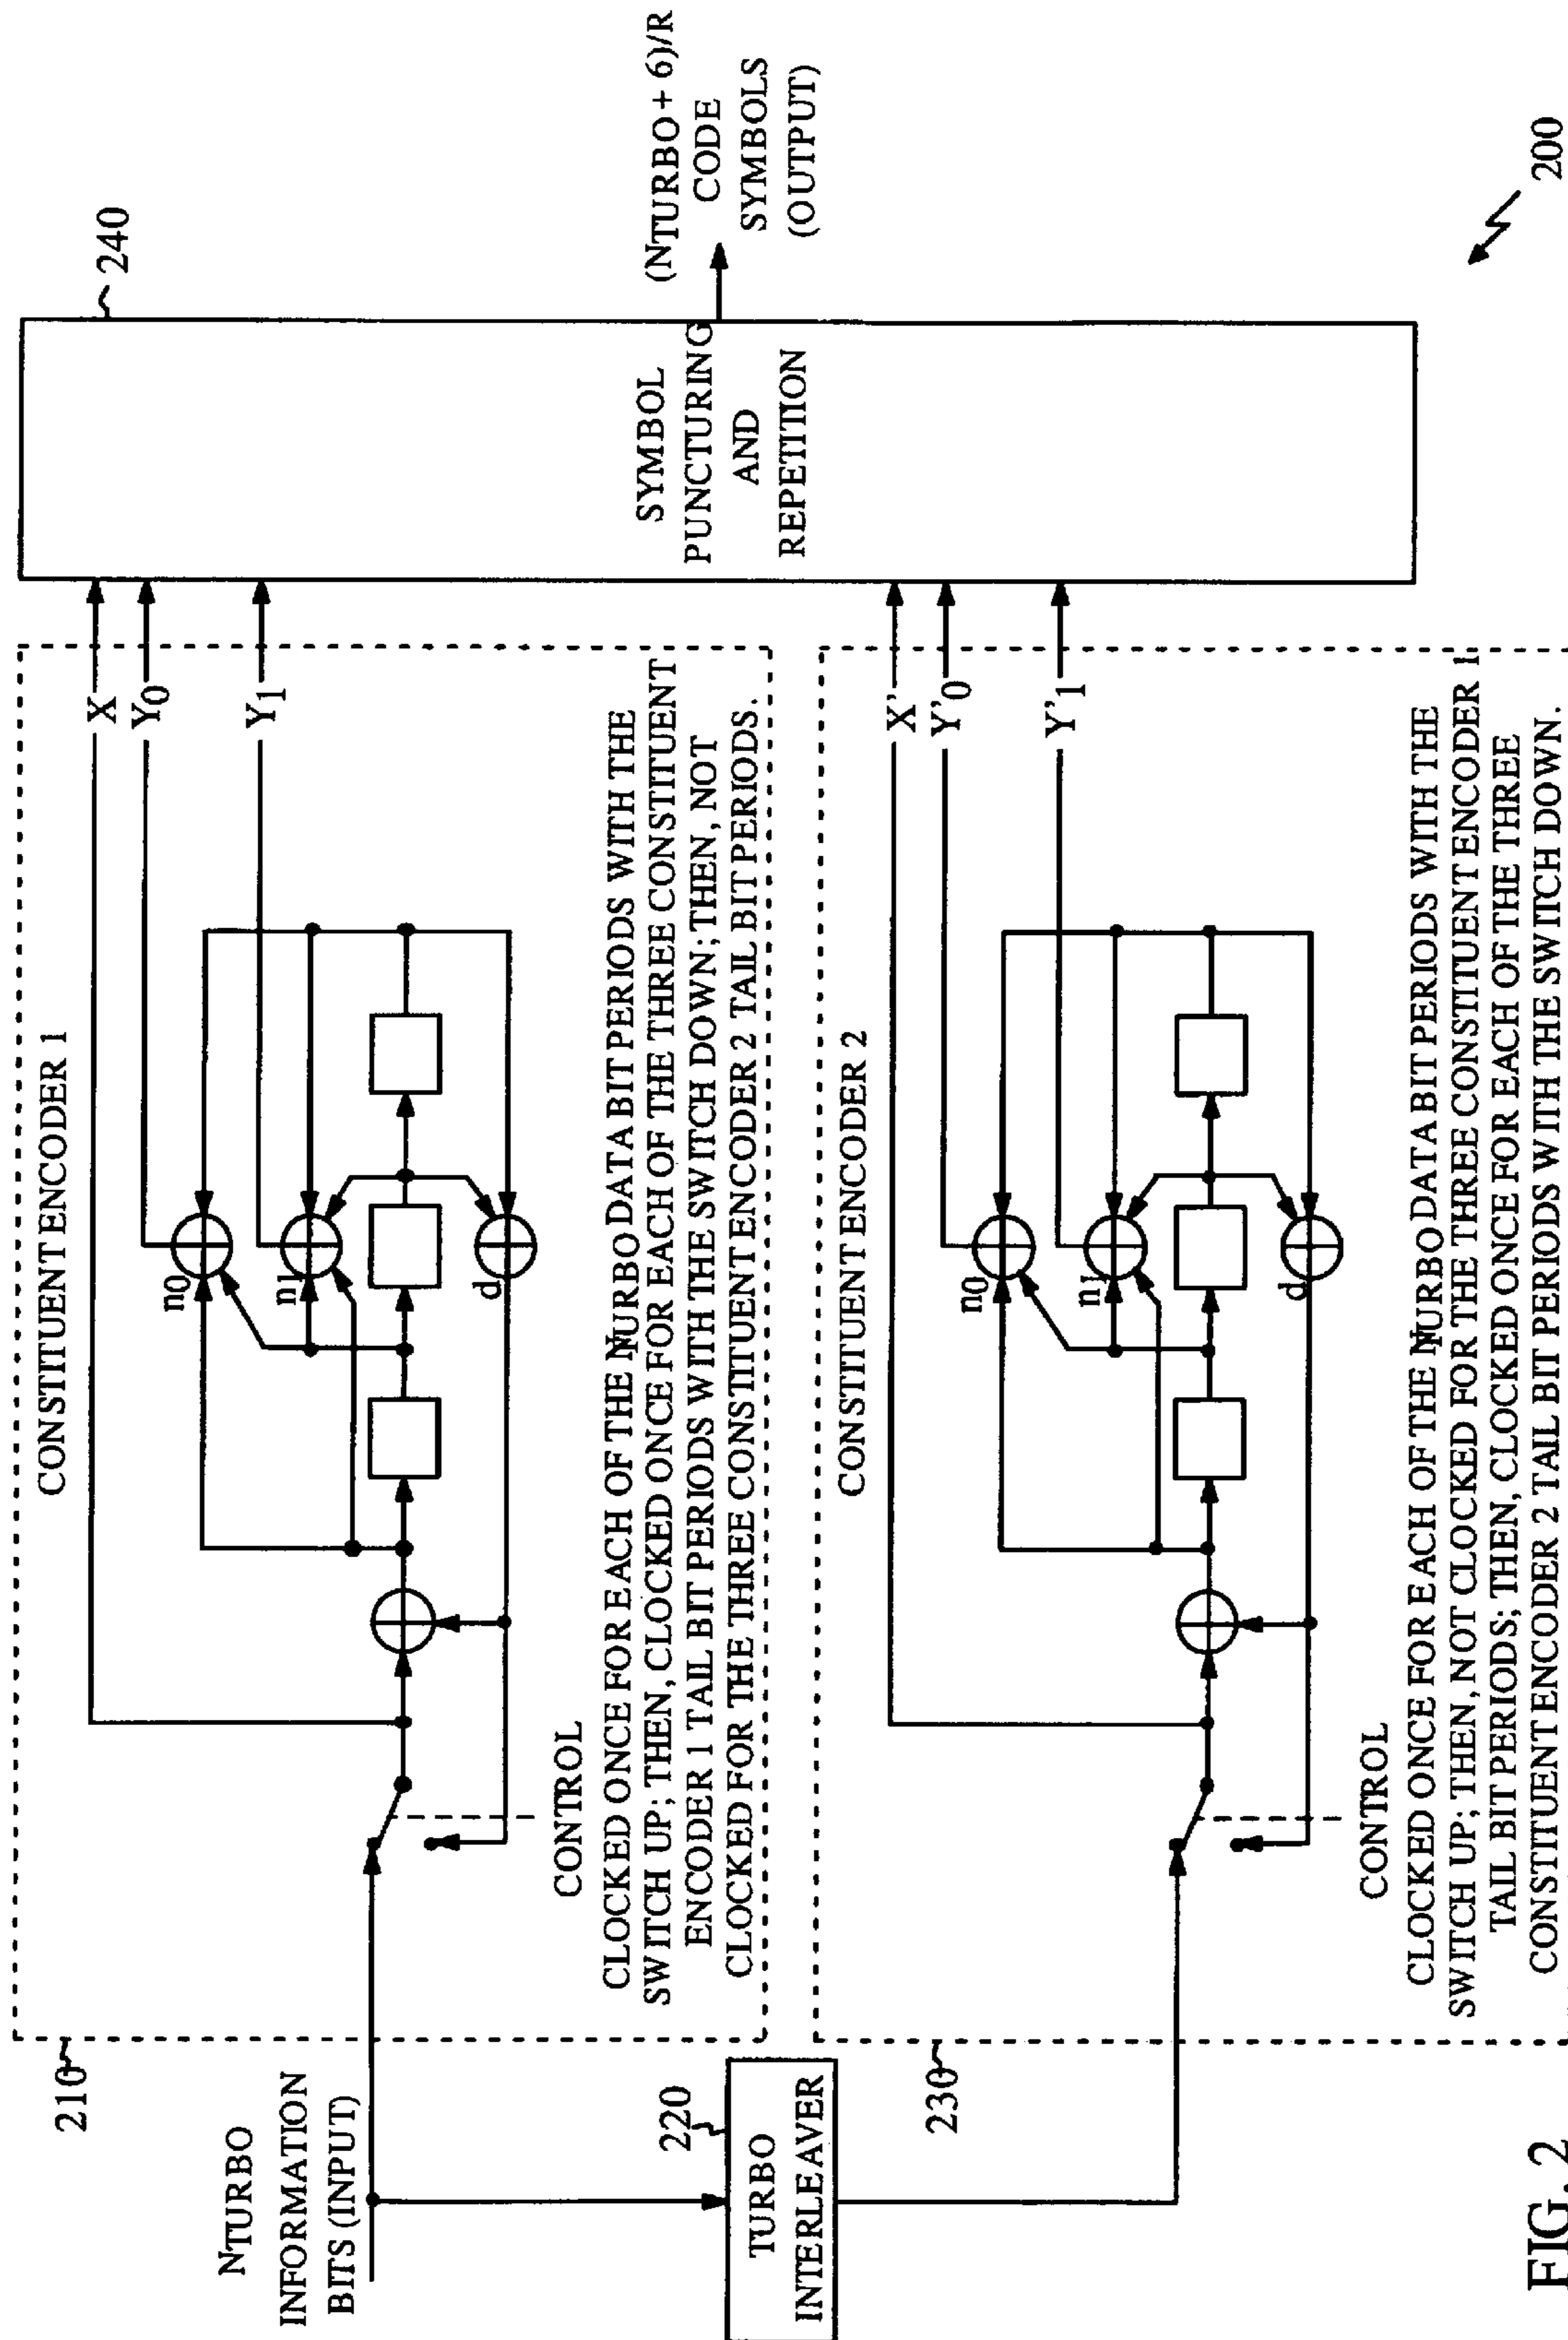 CONSTITUENT ENCODER 1
210
NTURBO
INFORMATION
BITS (INPUT)
X
Y0
Y1
n0
n1
d
CONTROL
CLOCKED ONCE FOR EACH OF THE NTURBO DATA BIT PERIODS WITH THE
SWITCH UP; THEN, CLOCKED ONCE FOR EACH OF THE THREE CONSTITUENT
ENCODER 1 TAIL BIT PERIODS WITH THE SWITCH DOWN; THEN, NOT
CLOCKED FOR THE THREE CONSTITUENT ENCODER 2 TAIL BIT PERIODS.
220
TURBO
INTERLEAVER
230
CONSTITUENT ENCODER 2
X'
Y'0
Y'1
n0
n1
d
CONTROL
CLOCKED ONCE FOR EACH OF THE NTURBO DATA BIT PERIODS WITH THE
SWITCH UP; THEN, NOT CLOCKED FOR THE THREE CONSTITUENT ENCODER 1
TAIL BIT PERIODS; THEN, CLOCKED ONCE FOR EACH OF THE THREE
CONSTITUENT ENCODER 2 TAIL BIT PERIODS WITH THE SWITCH DOWN.
240
SYMBOL
PUNCTURING
AND
REPETITION
(NTURBO + 6)/R
CODE
SYMBOLS
(OUTPUT)
200
FIG. 2